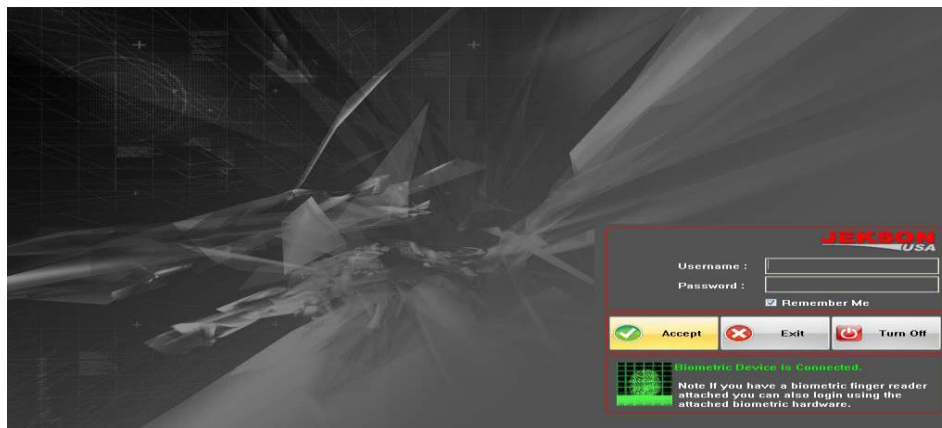 JEKSON
USA
Username :
Password :
Remember Me
Accept Exit Turn Off
Biometric Device is Connected.
Note If you have a biometric finger reader
attached you can also login using the
attached biometric hardware.